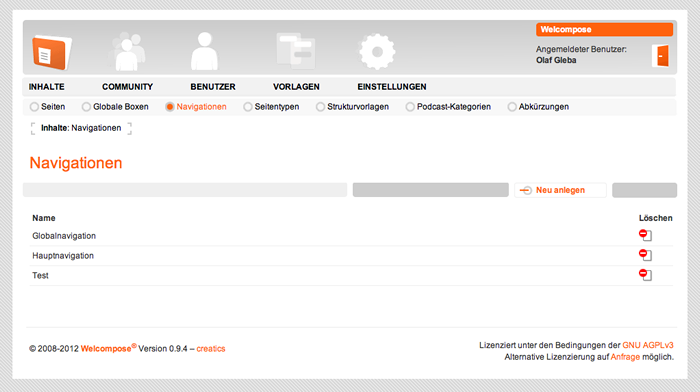 Welcompose
Angemeldeter Benutzer:
Olaf Gleba
INHALTE COMMUNITY BENUTZER VORLAGEN EINSTELLUNGEN
Seiten Globale Boxen Navigationen Seitentypen Strukturvorlagen Podcast-Kategorien Abkürzungen
Inhalte: Navigationen
Navigationen
Neu anlegen
Name Löschen
Globalnavigation
Hauptnavigation
Test
© 2008-2012 Welcompose® Version 0.9.4 – creatics
Lizenziert unter den Bedingungen der GNU AGPLv3
Alternative Lizenzierung auf Anfrage möglich.